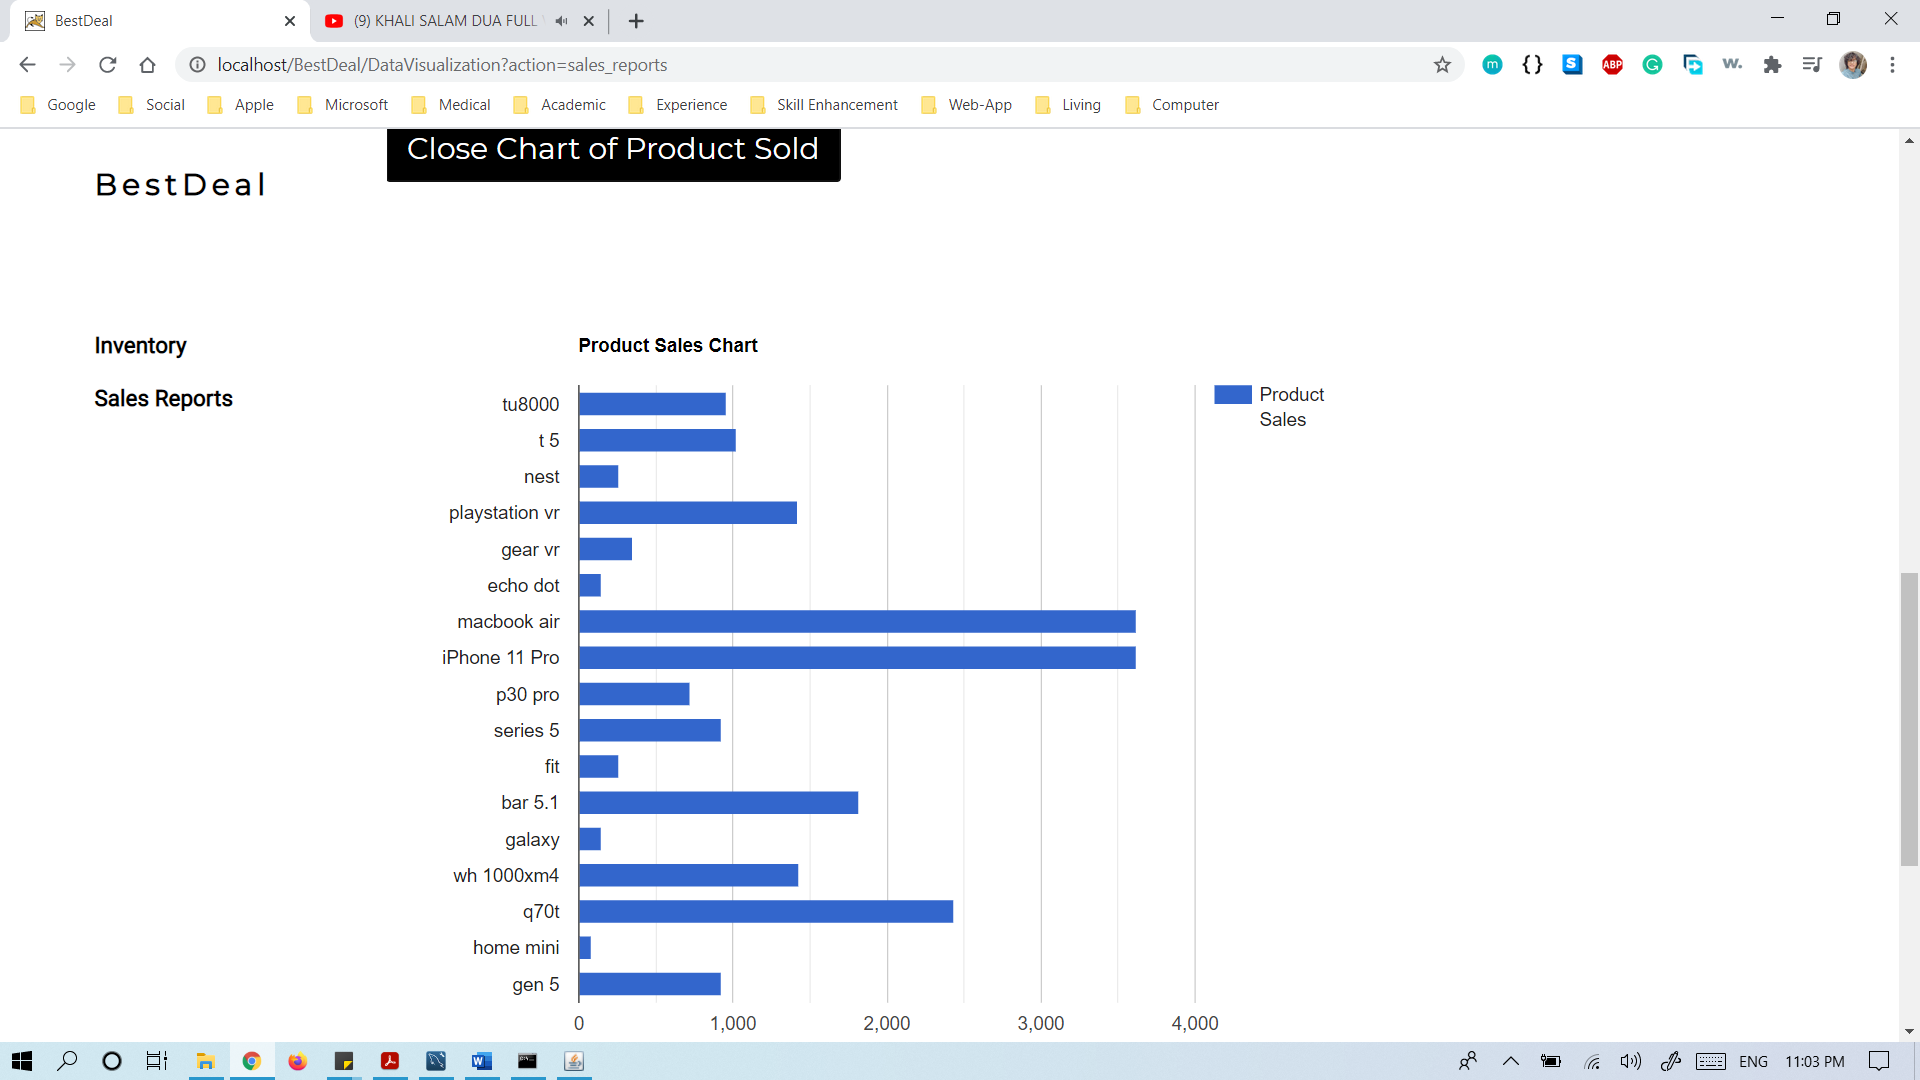 BestDeal
(9) KHALI SALAM DUA FULL
localhost/BestDeal/DataVisualization?action=sales_reports
m
{}
S
ABP
G
w.
Google
Social
Apple
Microsoft
Medical
Academic
Experience
Skill Enhancement
Web-App
Living
Computer
Close Chart of Product Sold
BestDeal
Inventory
Sales Reports
Product Sales Chart
Product
Sales
tu8000
t 5
nest
playstation vr
gear vr
echo dot
macbook air
iPhone 11 Pro
p30 pro
series 5
fit
bar 5.1
galaxy
wh 1000xm4
q70t
home mini
gen 5
0
1,000
2,000
3,000
4,000
ENG
11:03 PM